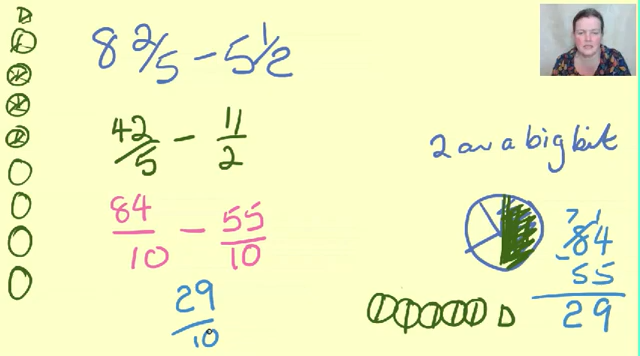 8 2/5 - 5 1/2
42/5 - 11/2
84/10 - 55/10
29/10
2 and a big bit
7 1
84
- 55
29